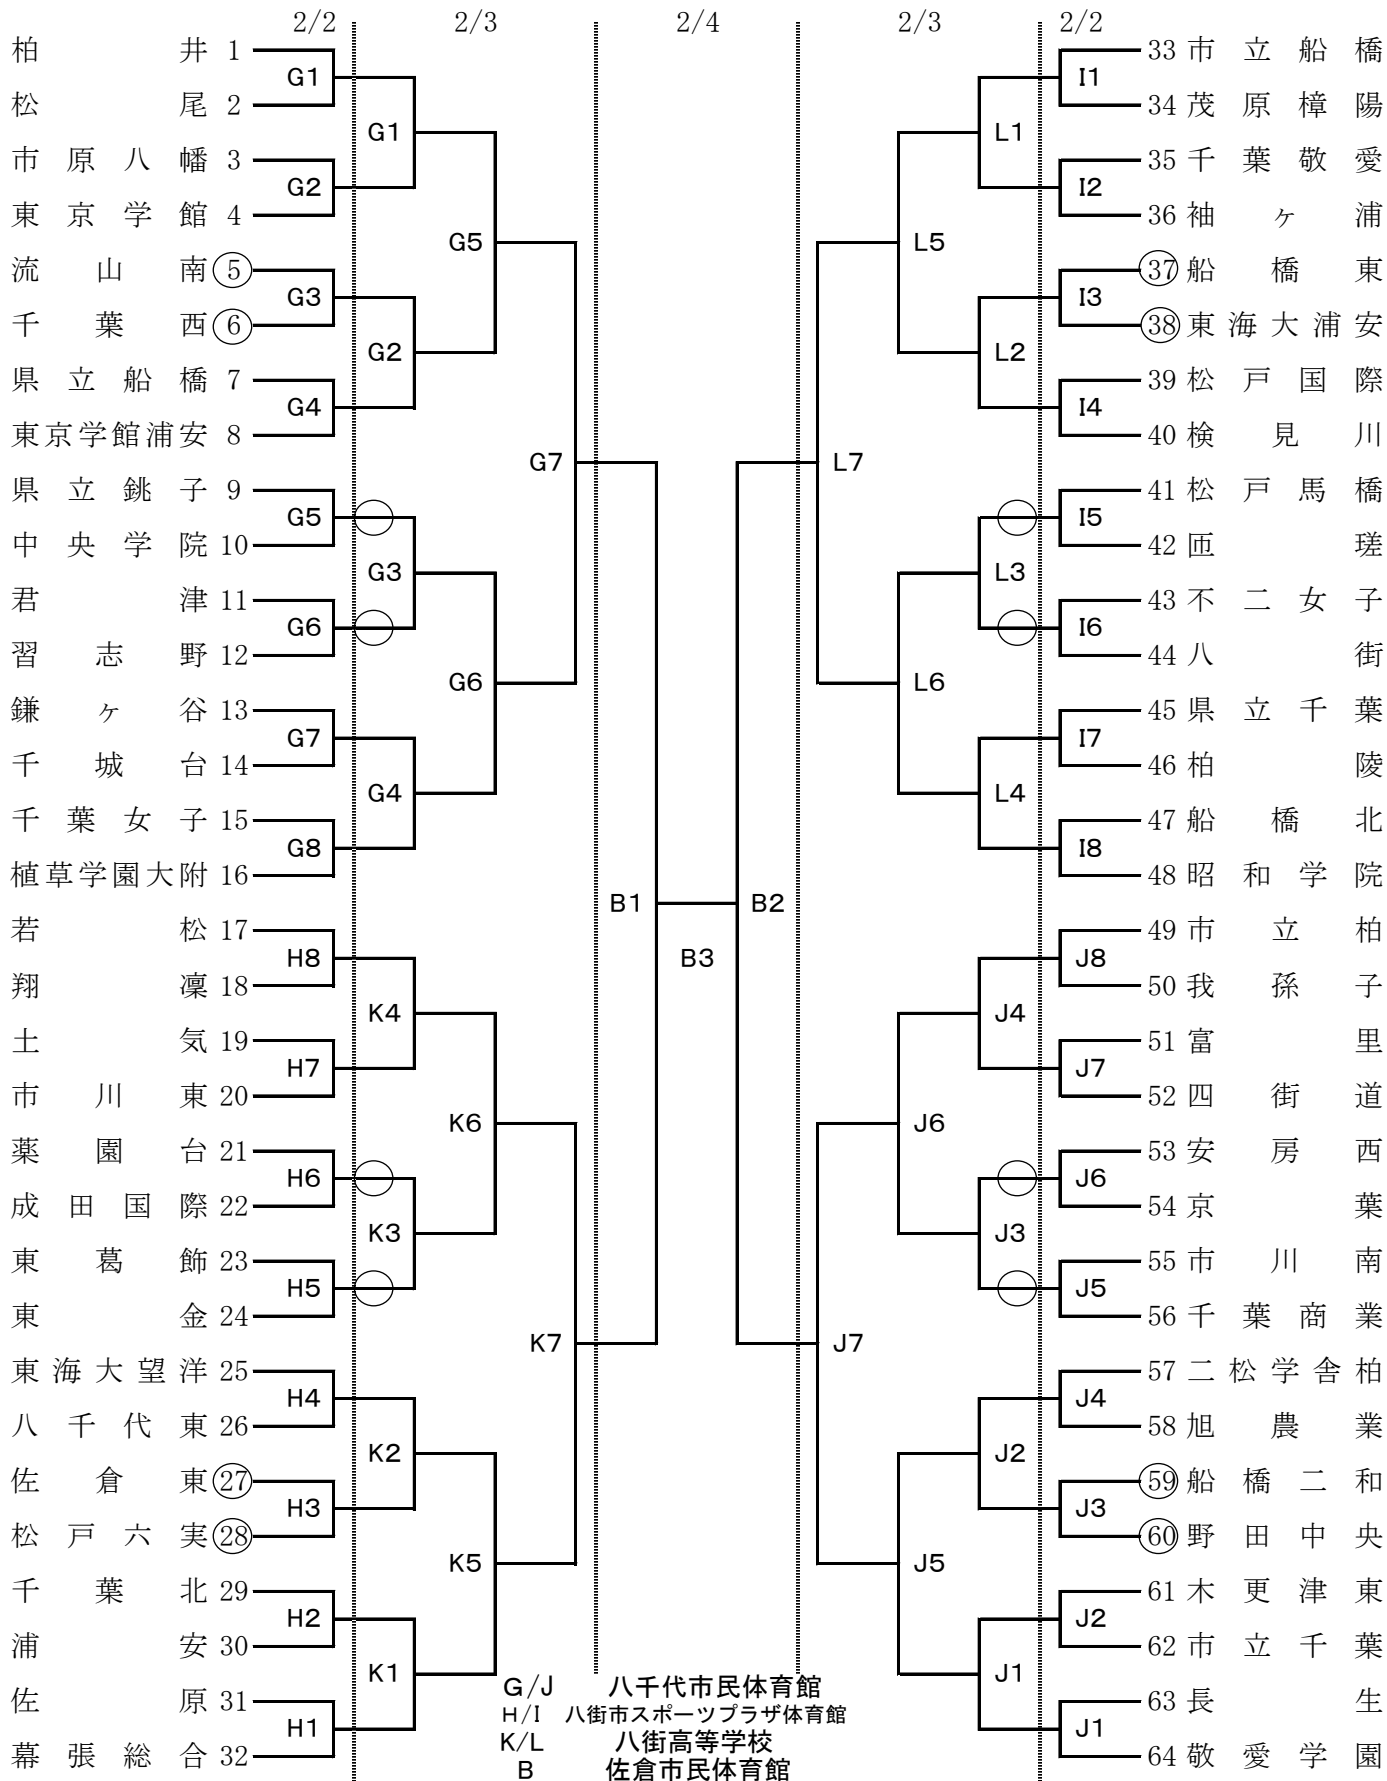 2/2 2/3 2/4 2/3 2/2
柏井 1
松尾 2
市原八幡 3
東京学館 4
流山南 5
千葉西 6
県立船橋 7
東京学館浦安 8
県立銚子 9
中央学院 10
君津 11
習志野 12
鎌ヶ谷 13
千城台 14
千葉女子 15
植草学園大附 16
若松 17
翔凜 18
土気 19
市川東 20
薬園台 21
成田国際 22
東葛飾 23
東金 24
東海大望洋 25
八千代東 26
佐倉東 27
松戸六実 28
千葉北 29
浦安 30
佐原 31
幕張総合 32
G1
G2
G3
G4
G5
G6
G7
G8
H8
H7
H6
H5
H4
H3
H2
H1
G1
G2
G3
G4
K4
K3
K2
K1
G5
G6
K6
K5
G7
K7
B1
B3
B2
L7
J7
L5
L6
J6
J5
L1
L2
L3
L4
J4
J3
J2
J1
I1
I2
I3
I4
I5
I6
I7
I8
J8
J7
J6
J5
J4
J3
J2
J1
33 市立船橋
34 茂原樟陽
35 千葉敬愛
36 袖ヶ浦
37 船橋東
38 東海大浦安
39 松戸国際
40 検見川
41 松戸馬橋
42 匝瑳
43 不二女子
44 八街
45 県立千葉
46 柏陵
47 船橋北
48 昭和学院
49 市立柏
50 我孫子
51 富里
52 四街道
53 安房西
54 京葉
55 市川南
56 千葉商業
57 二松学舎柏
58 旭農業
59 船橋二和
60 野田中央
61 木更津東
62 市立千葉
63 長生
64 敬愛学園
G/J 八千代市民体育館
H/I 八街市スポーツプラザ体育館
K/L 八街高等学校
B 佐倉市民体育館